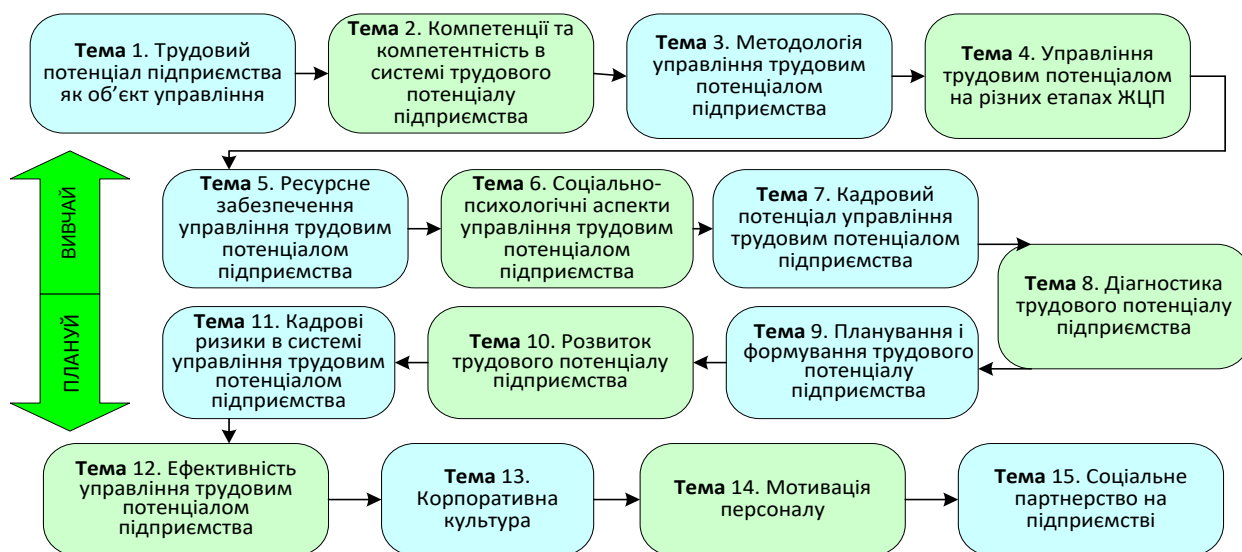 Тема 1. Трудовий
потенціал підприємства
як об’єкт управління
Тема 2. Компетенції та
компетентність в
системі трудового
потенціалу
підприємства
Тема 3. Методологія
управління трудовим
потенціалом
підприємства
Тема 4. Управління
трудовим потенціалом
на різних етапах ЖЦП
ВИВЧАЙ
ПЛАНУЙ
Тема 5. Ресурсне
забезпечення
управління трудовим
потенціалом
підприємства
Тема 6. Соціально-
психологічні аспекти
управління трудовим
потенціалом
підприємства
Тема 7. Кадровий
потенціал управління
трудовим потенціалом
підприємства
Тема 8. Діагностика
трудового потенціалу
підприємства
Тема 9. Планування і
формування трудового
потенціалу
підприємства
Тема 10. Розвиток
трудового потенціалу
підприємства
Тема 11. Кадрові
ризики в системі
управління трудовим
потенціалом
підприємства
Тема 12. Ефективність
управління трудовим
потенціалом
підприємства
Тема 13.
Корпоративна
культура
Тема 14. Мотивація
персоналу
Тема 15. Соціальне
партнерство на
підприємстві